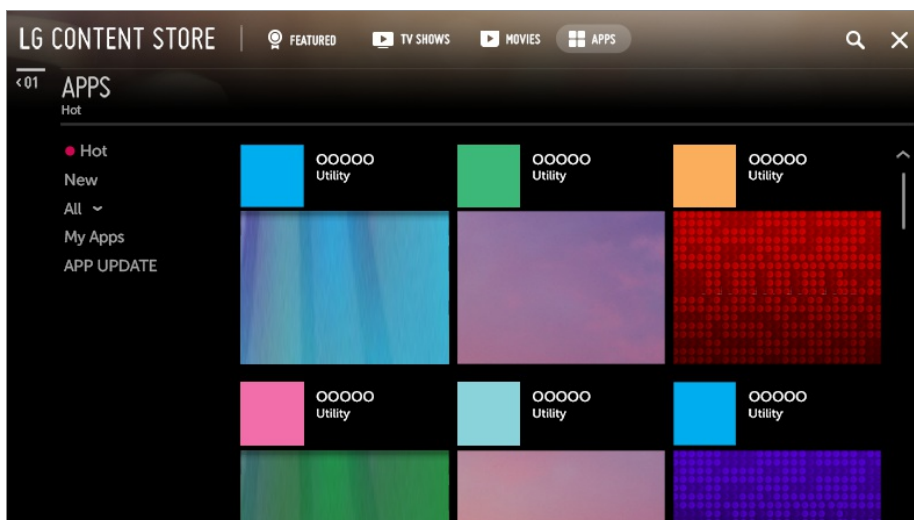 LG CONTENT STORE FEATURED TV SHOWS MOVIES APPS
<01 APPS
Hot
Hot
New
All
My Apps
APP UPDATE
OOOOO
Utility
OOOOO
Utility
OOOOO
Utility
OOOOO
Utility
OOOOO
Utility
OOOOO
Utility